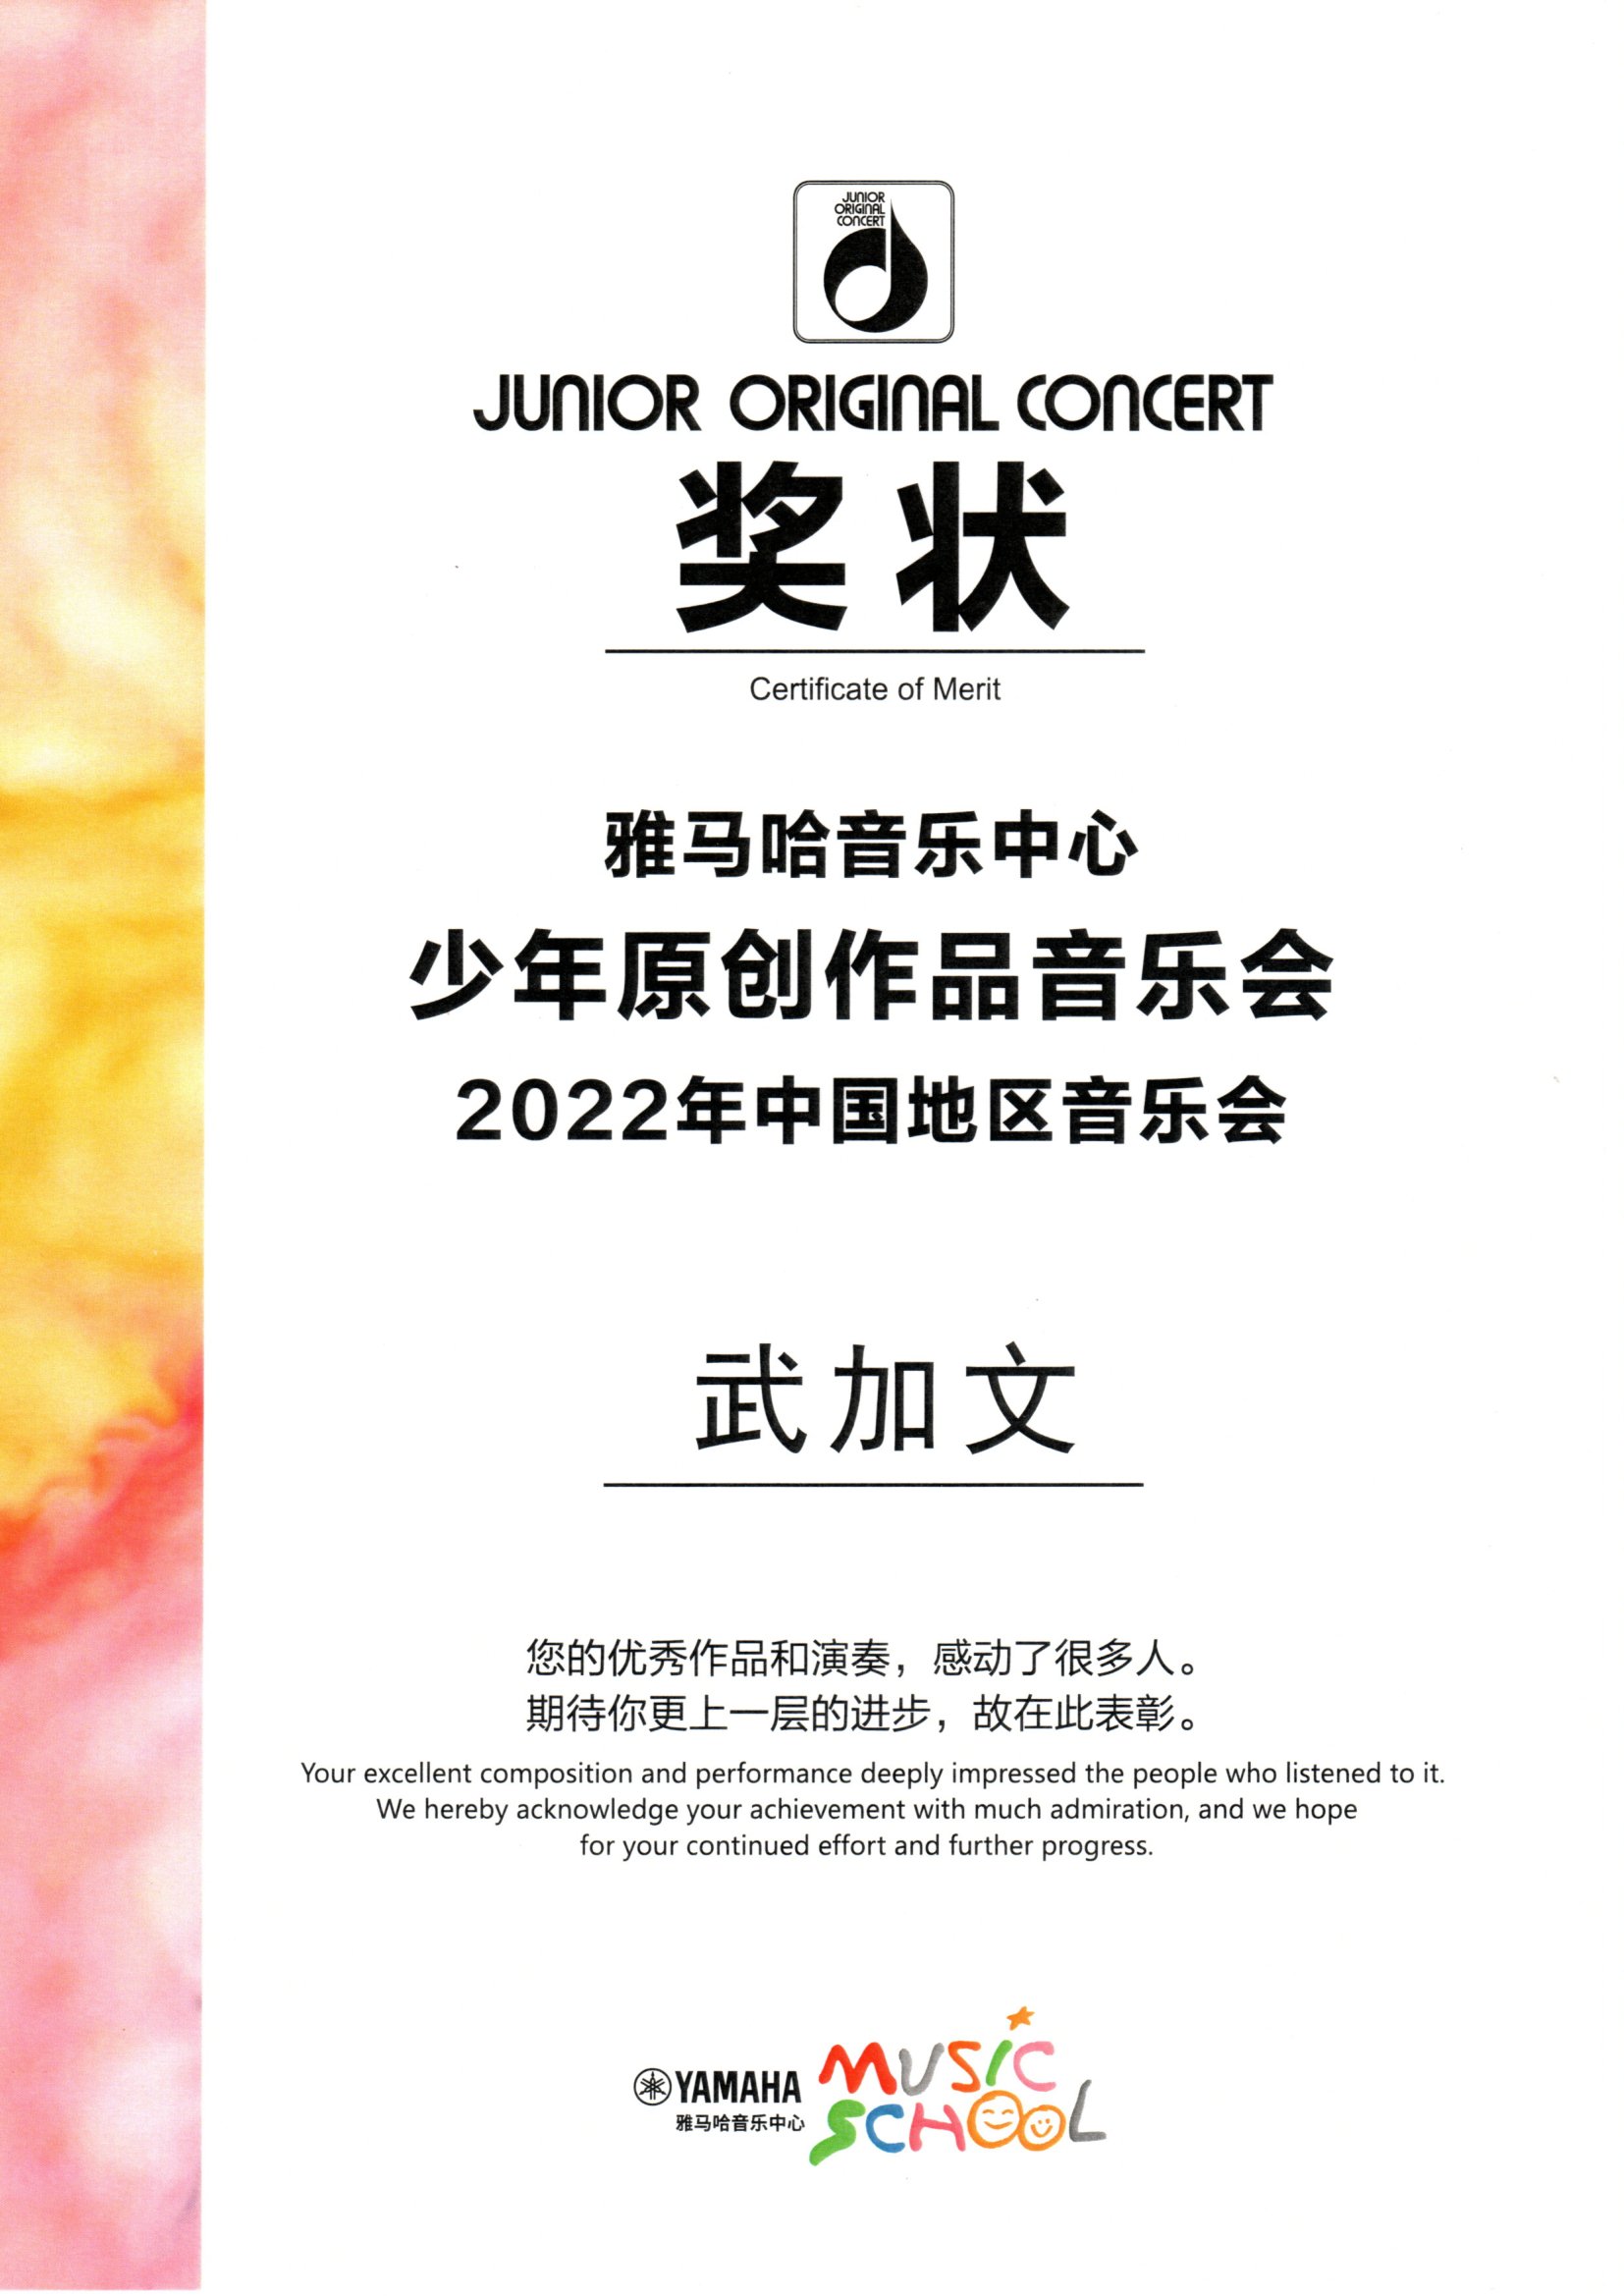 JUNIOR
ORIGINAL
CONCERT
JUNIOR ORIGINAL CONCERT
奖状
Certificate of Merit
雅马哈音乐中心
少年原创作品音乐会
2022年中国地区音乐会
武加文
您的优秀作品和演奏，感动了很多人。
期待你更上一层的进步，故在此表彰。
Your excellent composition and performance deeply impressed the people who listened to it.
We hereby acknowledge your achievement with much admiration, and we hope
for your continued effort and further progress.
YAMAHA
雅马哈音乐中心
MUSIC
SCHOOL